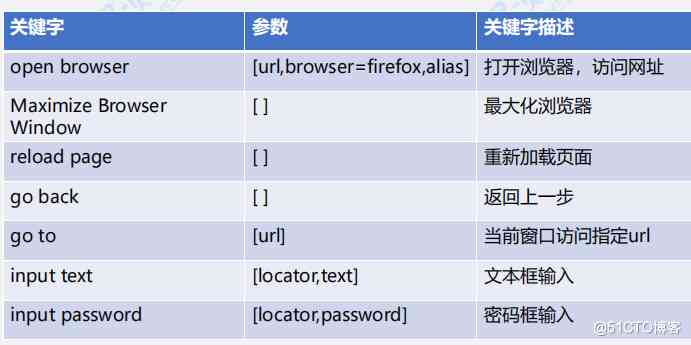 关键字 参数 关键字描述
open browser [url,browser=firefox,alias] 打开浏览器，访问网址
Maximize Browser
Window [ ] 最大化浏览器
reload page [ ] 重新加载页面
go back [ ] 返回上一步
go to [url] 当前窗口访问指定url
input text [locator,text] 文本框输入
input password [locator,password] 密码框输入
@51CTO博客